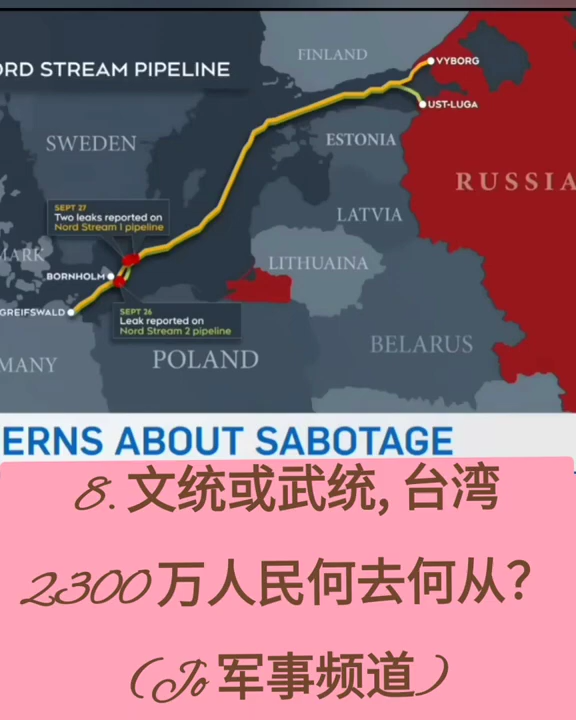 ORD STREAM PIPELINE
FINLAND
VYBORG
UST-LUGA
SWEDEN
ESTONIA
RUSSIA
SEPT 27
Two leaks reported on
Nord Stream 1 pipeline
LATVIA
MARK
LITHUAINA
BORNHOLM
GREIFSWALD
SEPT 26
Leak reported on
Nord Stream 2 pipeline
BELARUS
MANY
POLAND
ERNS ABOUT SABOTAGE
8. 文统或武统, 台湾
2300万人民何去何从?
(Jo 军事频道)